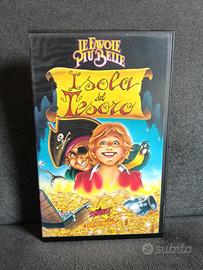 LE FAVOLE
PIÙ BELLE
L'Isola
del
Tesoro
subito